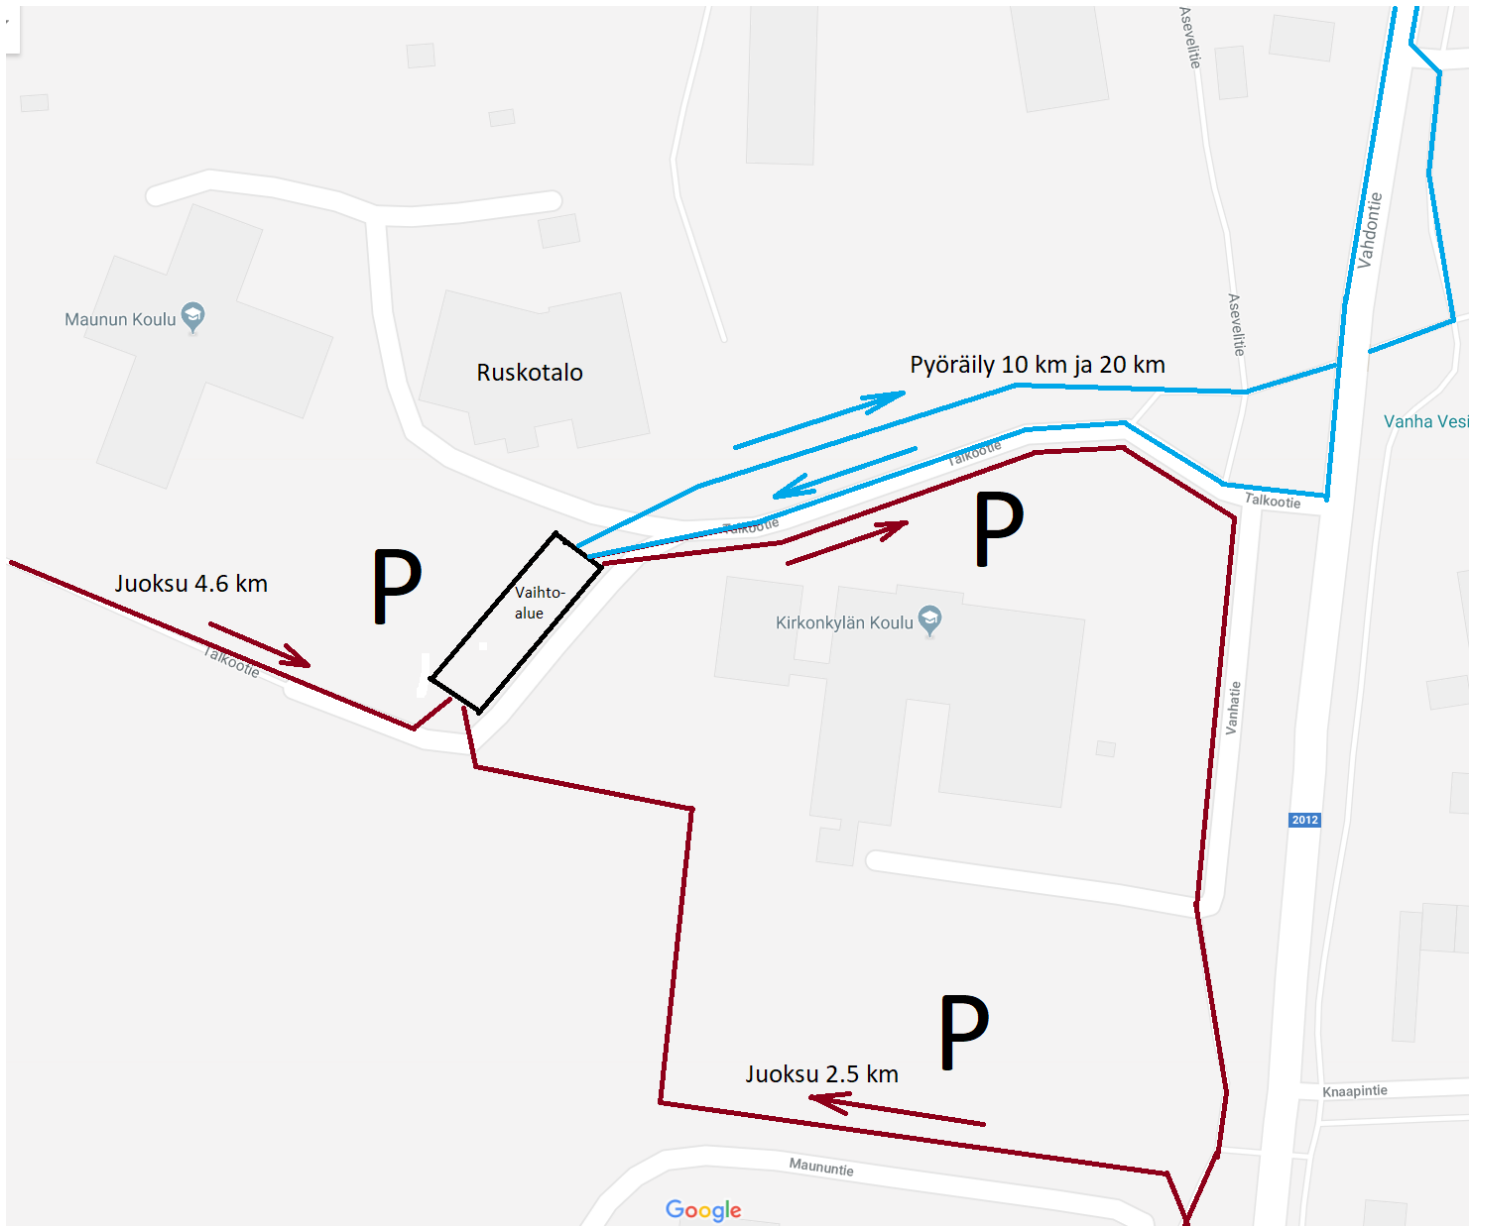 Asevelitie
Vahdontie
Maunun Koulu
Asevelitie
Ruskotalo
Pyöräily 10 km ja 20 km
Vanha Vesi
Talkootie
Talkootie
P
Talkootie
P
Juoksu 4.6 km
Vaihto-
alue
Kirkonkylän Koulu
Talkootie
Vanhatie
2012
P
Juoksu 2.5 km
Knaapintie
Maununtie
Google